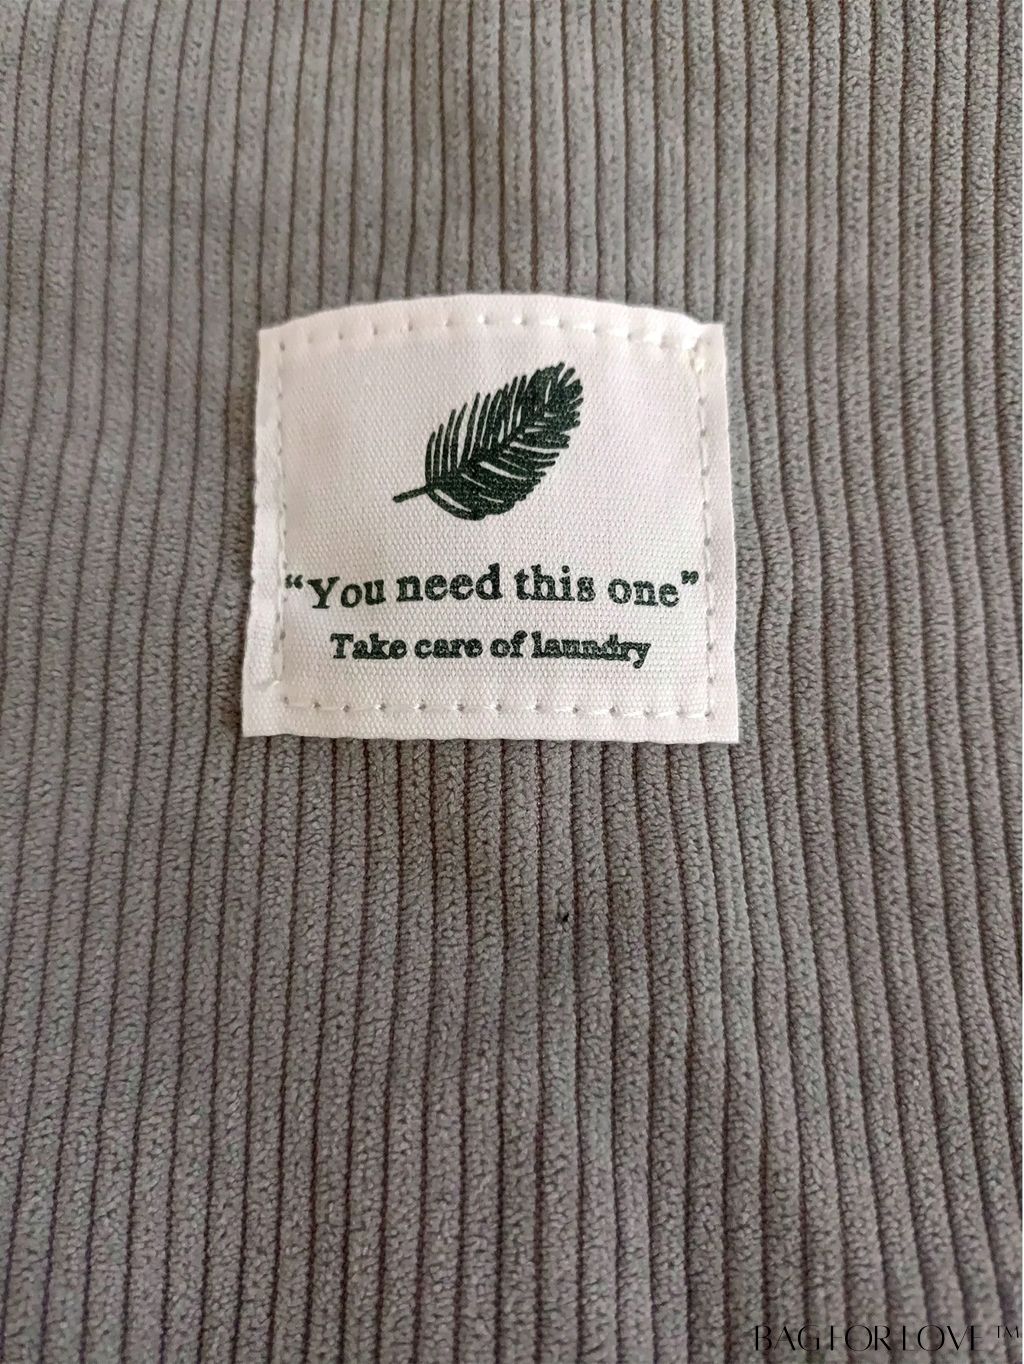 “You need this one”
Take care of laundry
BAG FOR LOVE ™